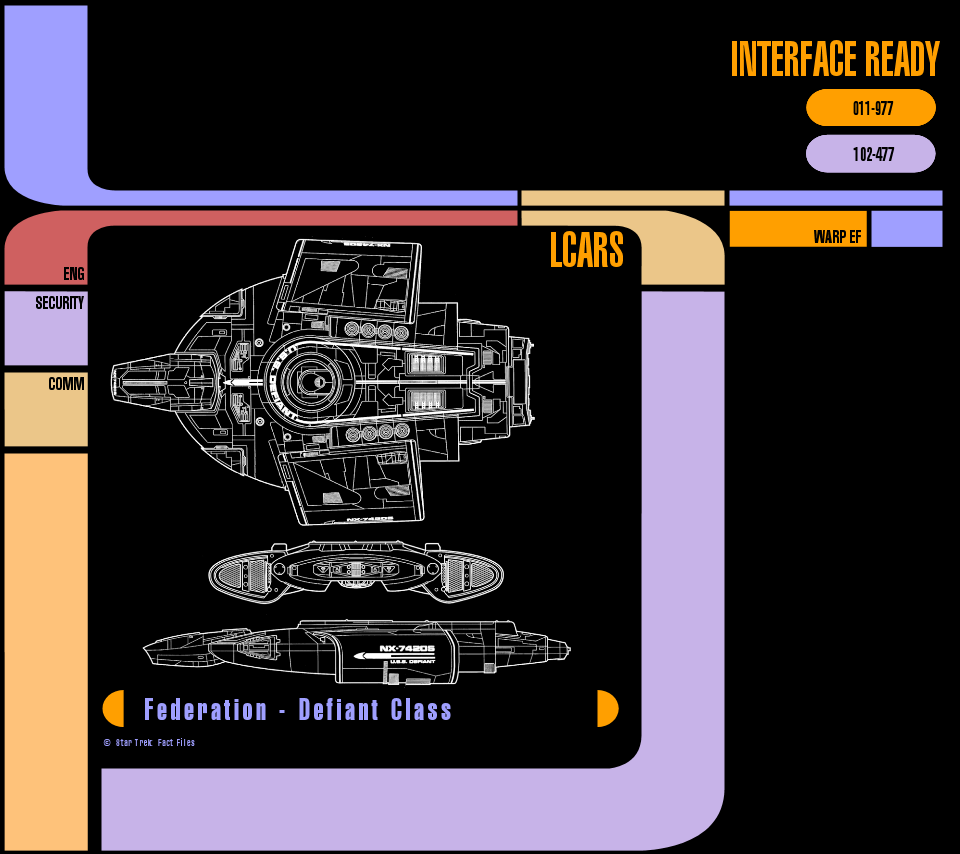 INTERFACE READY
011-977
102-477
WARP EF
LCARS
ENG
SECURITY
COMM
NX-74205
U.S.S. DEFIANT
NX-74205
NX-74205
U.S.S. DEFIANT
Federation - Defiant Class
© Star Trek Fact Files